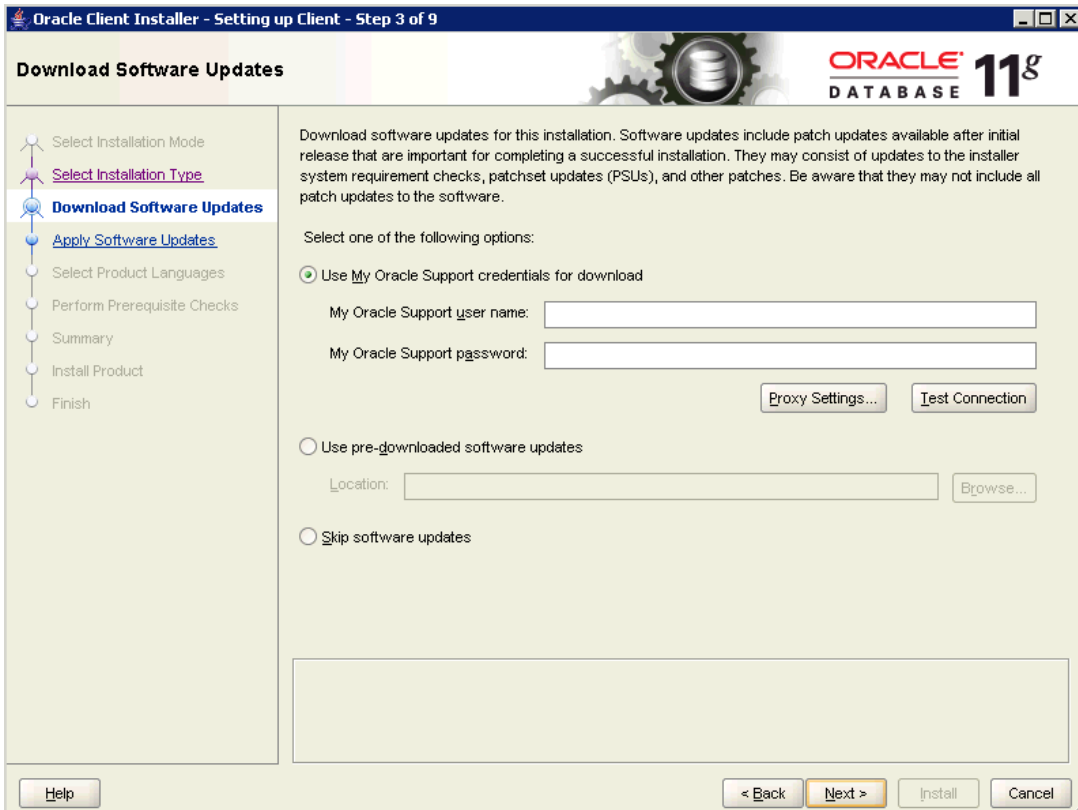 Oracle Client Installer - Setting up Client - Step 3 of 9
Download Software Updates
ORACLE®
DATABASE
11g
Select Installation Mode
Select Installation Type
Download Software Updates
Apply Software Updates
Select Product Languages
Perform Prerequisite Checks
Summary
Install Product
Finish
Download software updates for this installation. Software updates include patch updates available after initial
release that are important for completing a successful installation. They may consist of updates to the installer
system requirement checks, patchset updates (PSUs), and other patches. Be aware that they may not include all
patch updates to the software.
Select one of the following options:
Use My Oracle Support credentials for download
My Oracle Support user name:
My Oracle Support password:
Proxy Settings...
Test Connection
Use pre-downloaded software updates
Location:
Browse...
Skip software updates
Help
< Back
Next >
Install
Cancel